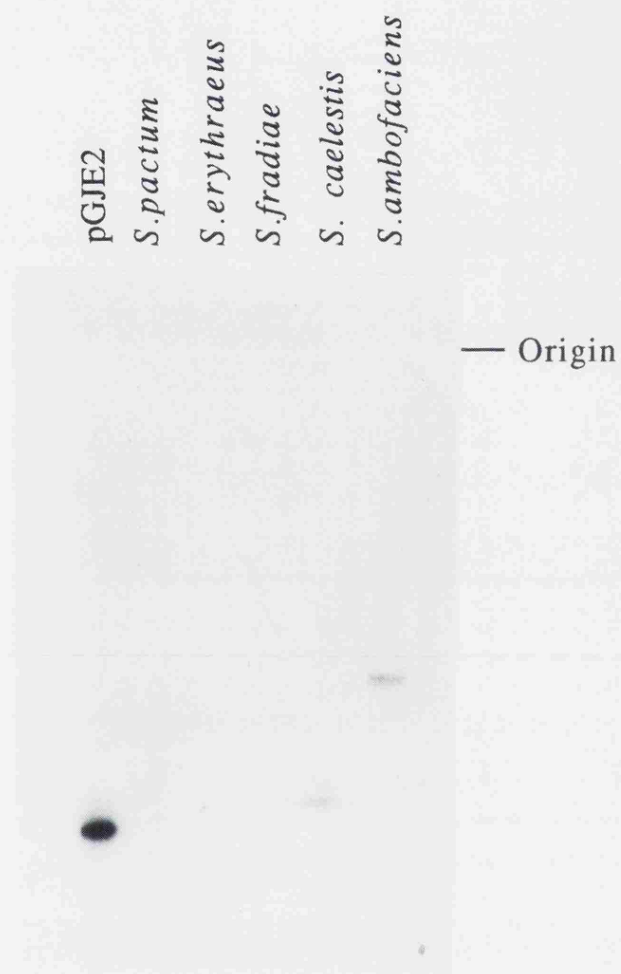 pGJE2
S.pactum
S.erythraeus
S.fradiae
S. caelestis
S.ambofaciens
— Origin